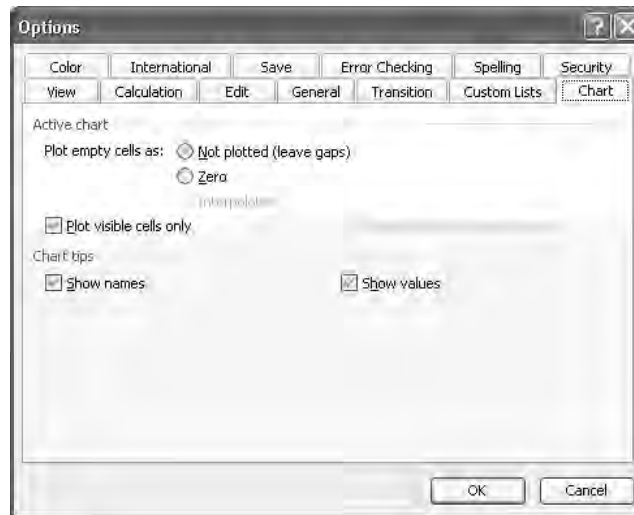 Options
Color International Save Error Checking Spelling Security
View Calculation Edit General Transition Custom Lists Chart
Active chart
Plot empty cells as: Not plotted (leave gaps)
Zero
Interpolated
Plot visible cells only
Chart tips
Show names Show values
OK Cancel